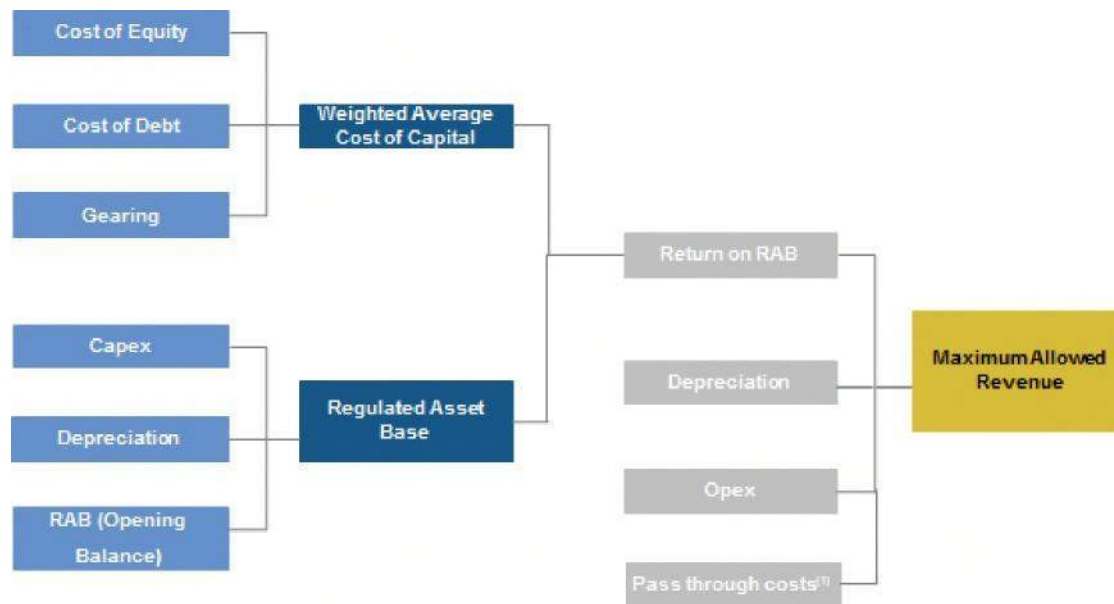 Cost of Equity
Cost of Debt
Gearing
Capex
Depreciation
RAB (Opening
Balance)
Weighted Average
Cost of Capital
Regulated Asset
Base
Return on RAB
Depreciation
Opex
Pass through costs(1)
Maximum Allowed
Revenue